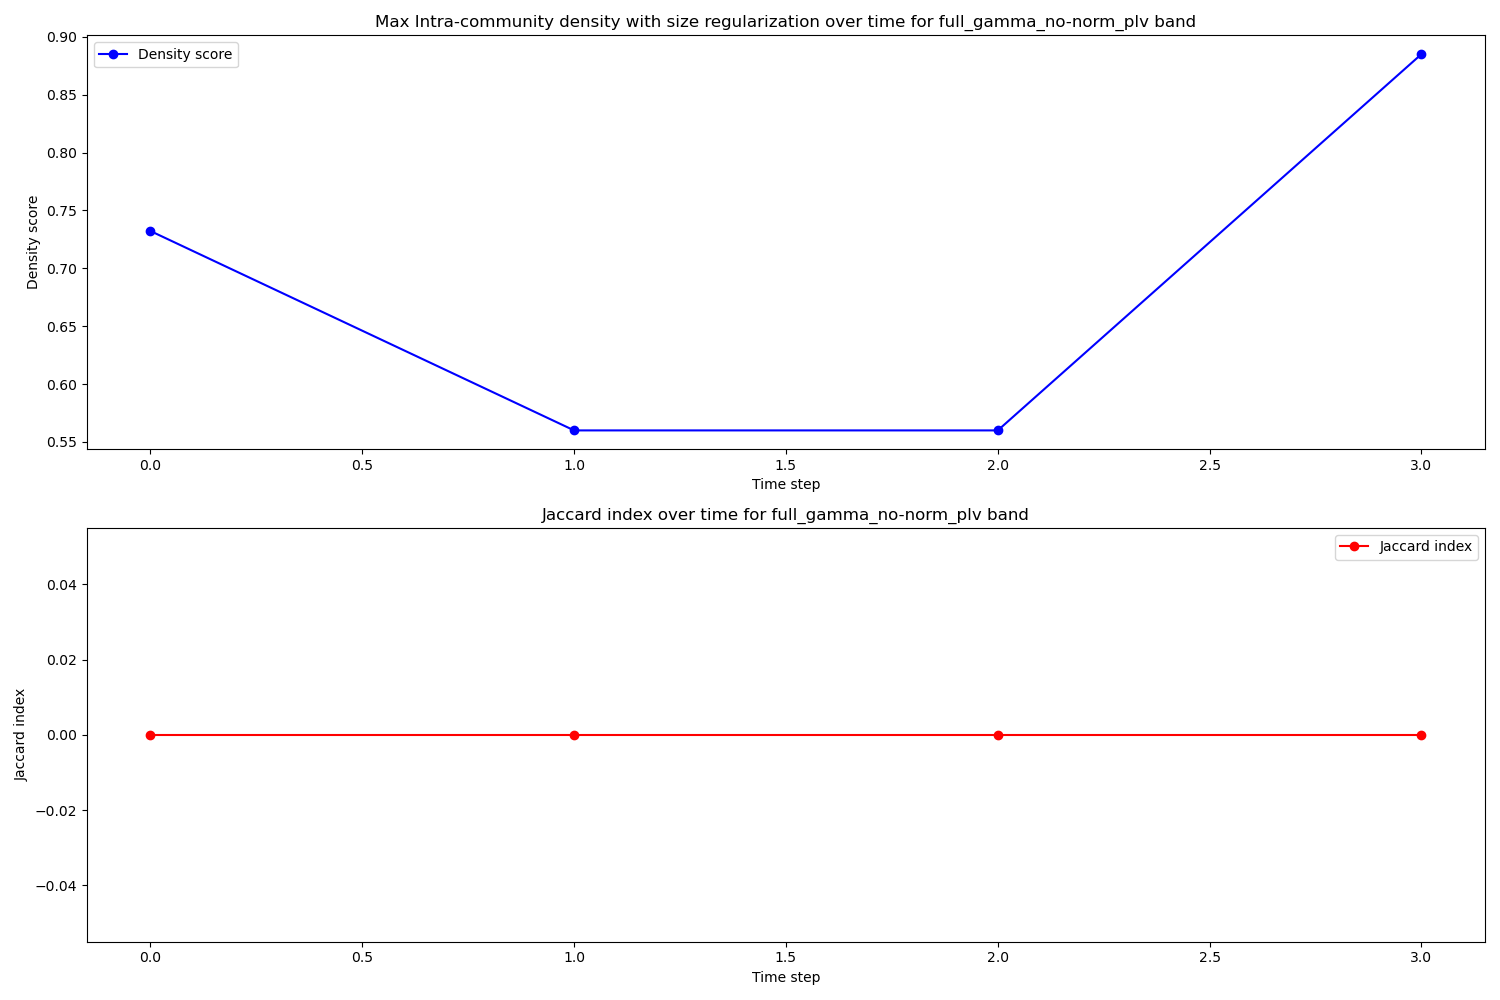 Max Intra-community density with size regularization over time for full_gamma_no-norm_plv band
Density score
0.90
0.85
0.80
0.75
0.70
0.65
0.60
0.55
Density score
0.0 0.5 1.0 1.5 2.0 2.5 3.0
Time step
Jaccard index over time for full_gamma_no-norm_plv band
Jaccard index
0.04
0.02
0.00
−0.02
−0.04
Jaccard index
0.0 0.5 1.0 1.5 2.0 2.5 3.0
Time step